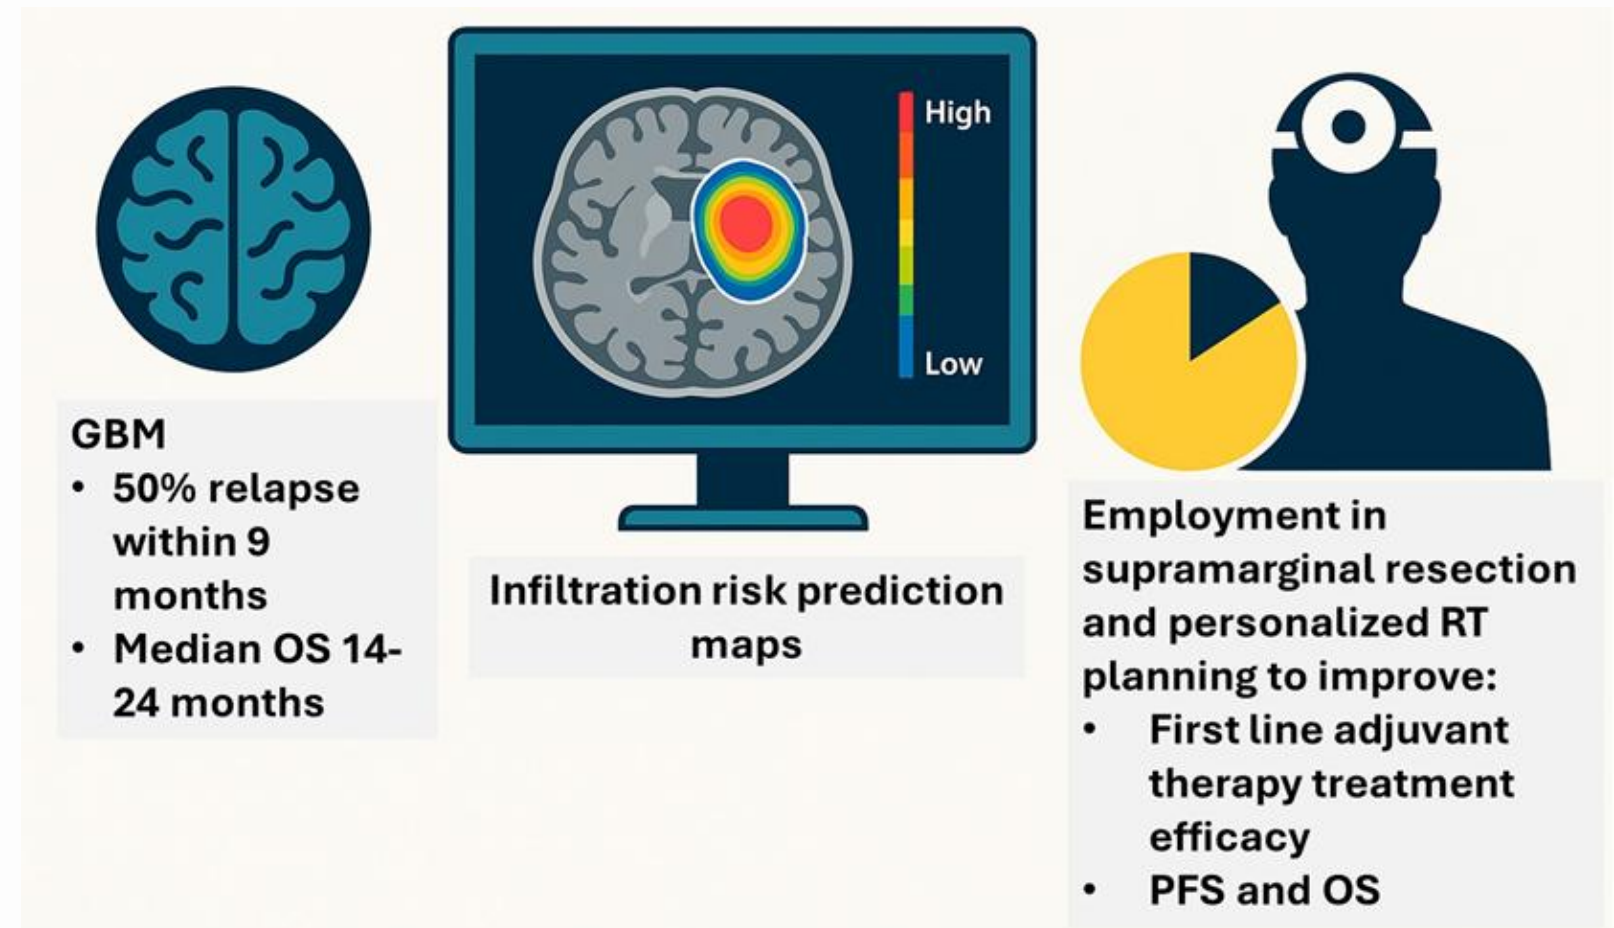 High
Low
GBM
• 50% relapse
within 9
months
• Median OS 14-
24 months
Infiltration risk prediction
maps
Employment in
supramarginal resection
and personalized RT
planning to improve:
• First line adjuvant
therapy treatment
efficacy
• PFS and OS